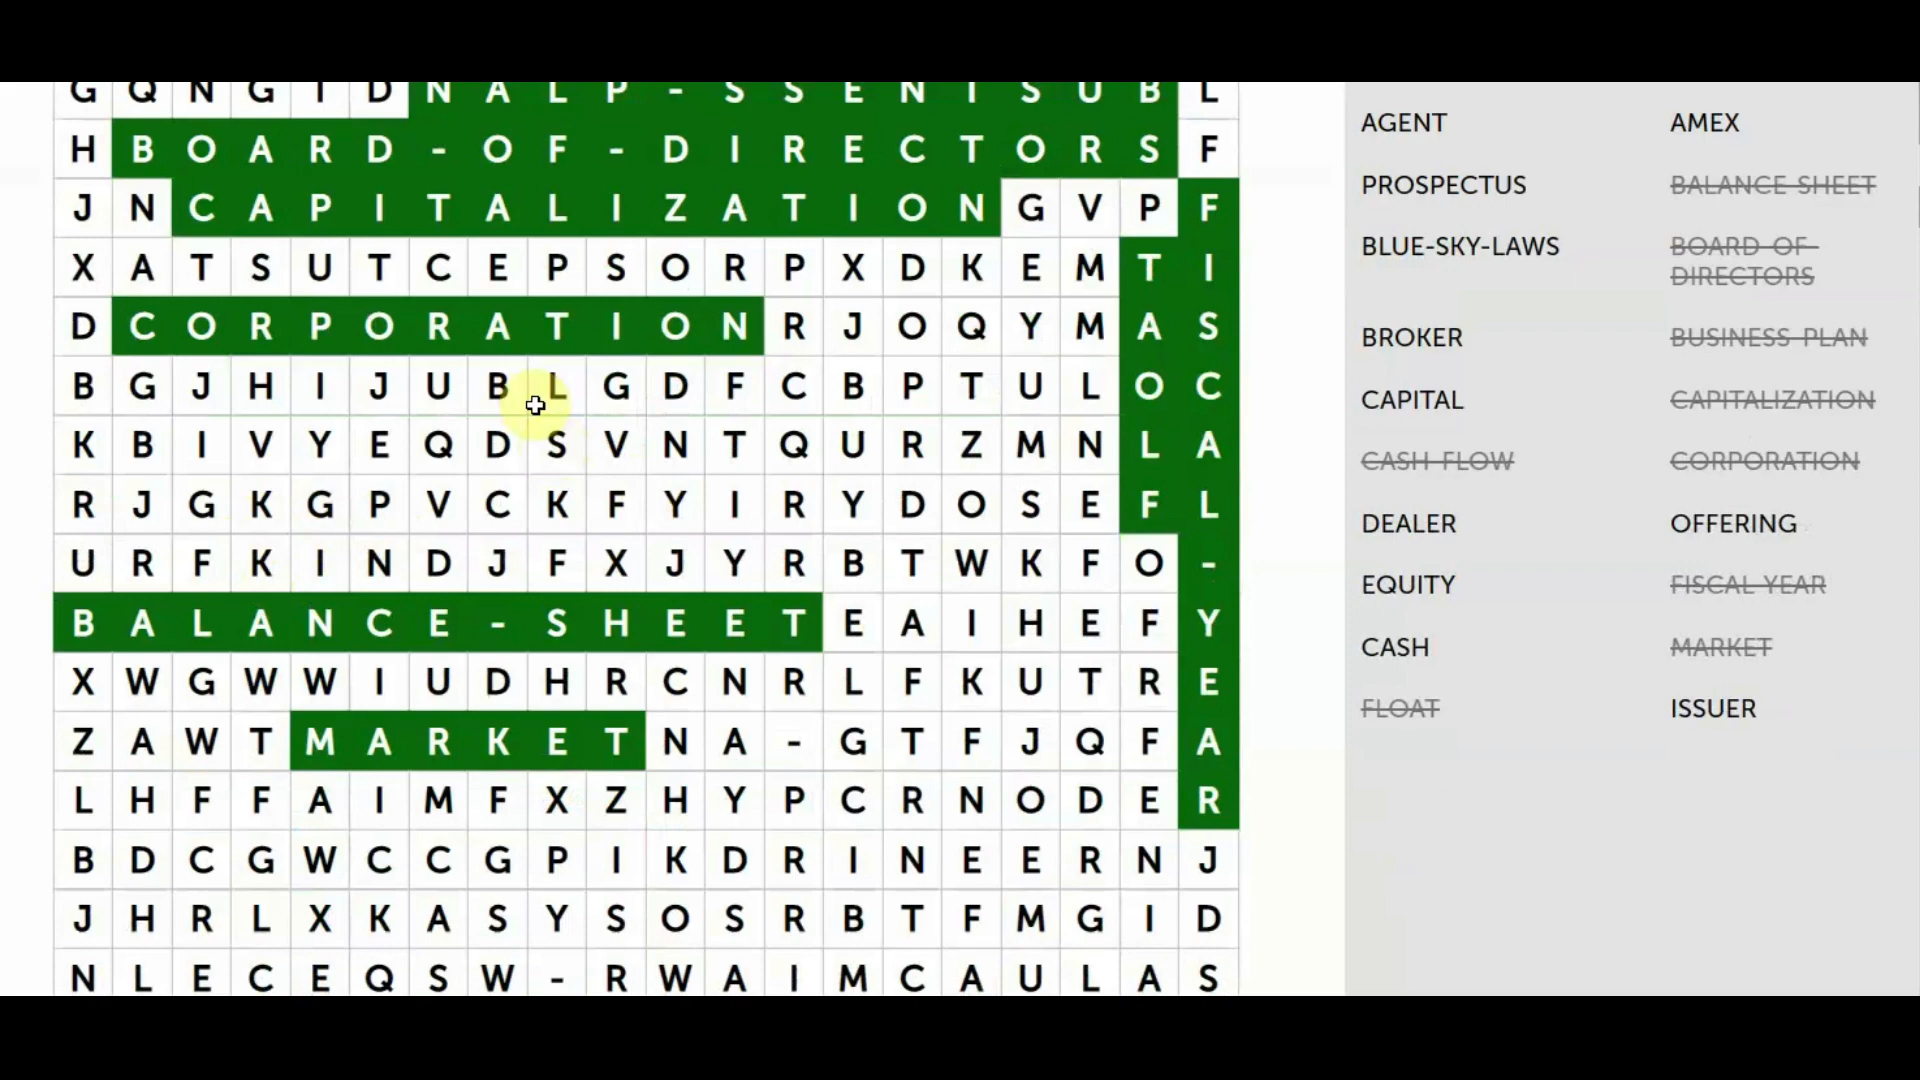 G Q N G I D N A L P - S S E N I S U B L
H B O A R D - O F - D I R E C T O R S F
J N C A P I T A L I Z A T I O N G V P F
X A T S U T C E P S O R P X D K E M T I
D C O R P O R A T I O N R J O Q Y M A S
B G J H I J U B L G D F C B P T U L O C
K B I V Y E Q D S V N T Q U R Z M N L A
R J G K G P V C K F Y I R Y D O S E F L
U R F K I N D J F X J Y R B T W K F O -
B A L A N C E - S H E E T E A I H E F Y
X W G W W I U D H R C N R L F K U T R E
Z A W T M A R K E T N A - G T F J Q F A
L H F F A I M F X Z H Y P C R N O D E R
B D C G W C C G P I K D R I N E E R N J
J H R L X K A S Y S O S R B T F M G I D
N L E C E Q S W - R W A I M C A U L A S
AGENT AMEX
PROSPECTUS BALANCE SHEET
BLUE-SKY-LAWS BOARD-OF-
DIRECTORS
BROKER BUSINESS PLAN
CAPITAL CAPITALIZATION
CASH FLOW CORPORATION
DEALER OFFERING
EQUITY FISCAL YEAR
CASH MARKET
FLOAT ISSUER